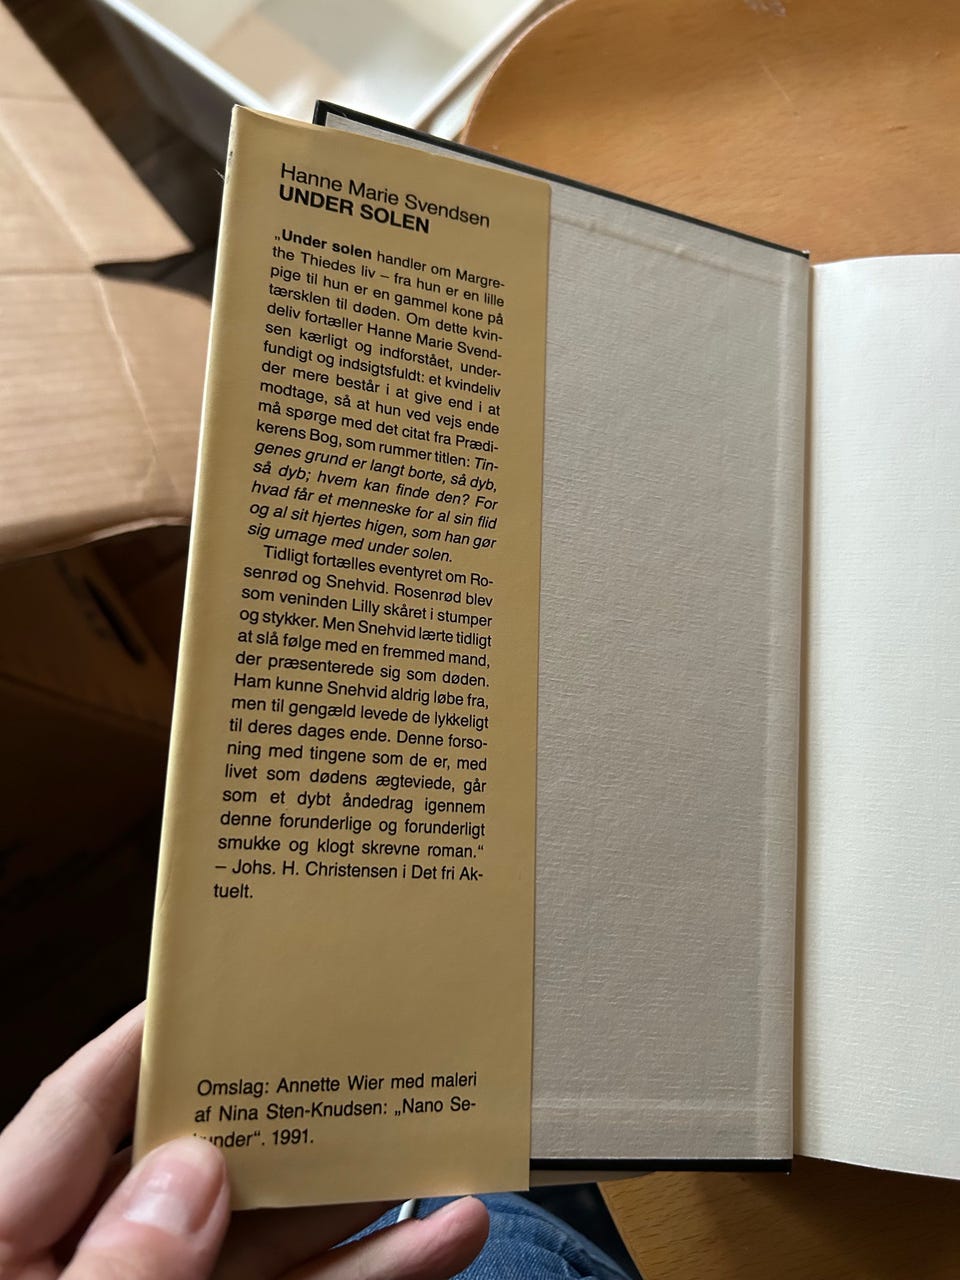 Hanne Marie Svendsen
UNDER SOLEN
„Under solen handler om Margre-
the Thiedes liv – fra hun er en lille
pige til hun er en gammel kone på
tærsklen til døden. Om dette kvin-
deliv fortæller Hanne Marie Svend-
sen kærligt og indforstået, under-
fundigt og indsigtsfuldt: et kvindeliv
der mere består i at give end i at
modtage, så at hun ved vejs ende
må spørge med det citat fra Prædi-
kerens Bog, som rummer titlen: Tin-
genes grund er langt borte, så dyb,
så dyb; hvem kan finde den? For
hvad får et menneske for al sin flid
og al sit hjertes higen, som han gør
sig umage med under solen.
Tidligt fortælles eventyret om Ro-
senrød og Snehvid. Rosenrød blev
som veninden Lilly skåret i stumper
og stykker. Men Snehvid lærte tidligt
at slå følge med en fremmed mand,
der præsenterede sig som døden.
Ham kunne Snehvid aldrig løbe fra,
men til gengæld levede de lykkeligt
til deres dages ende. Denne forso-
ning med tingene som de er, med
livet som dødens ægteviede, går
som et dybt åndedrag igennem
denne forunderlige og forunderligt
smukke og klogt skrevne roman.“
– Johs. H. Christensen i Det fri Ak-
tuelt.
Omslag: Annette Wier med maleri
af Nina Sten-Knudsen: „Nano Se-
kunder“. 1991.